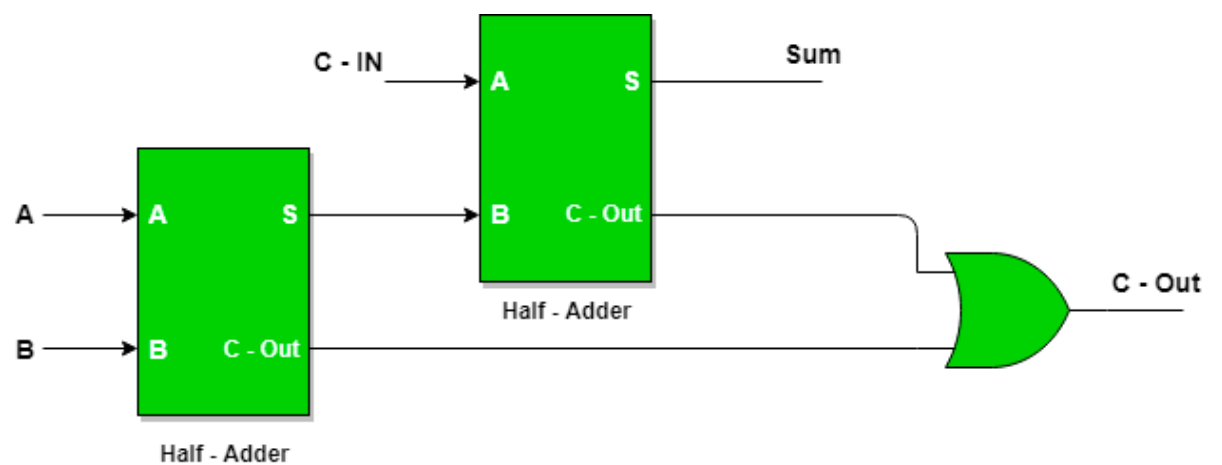 C - IN
Sum
A
S
A
A
S
B
C - Out
C - Out
Half - Adder
B
B
C - Out
Half - Adder